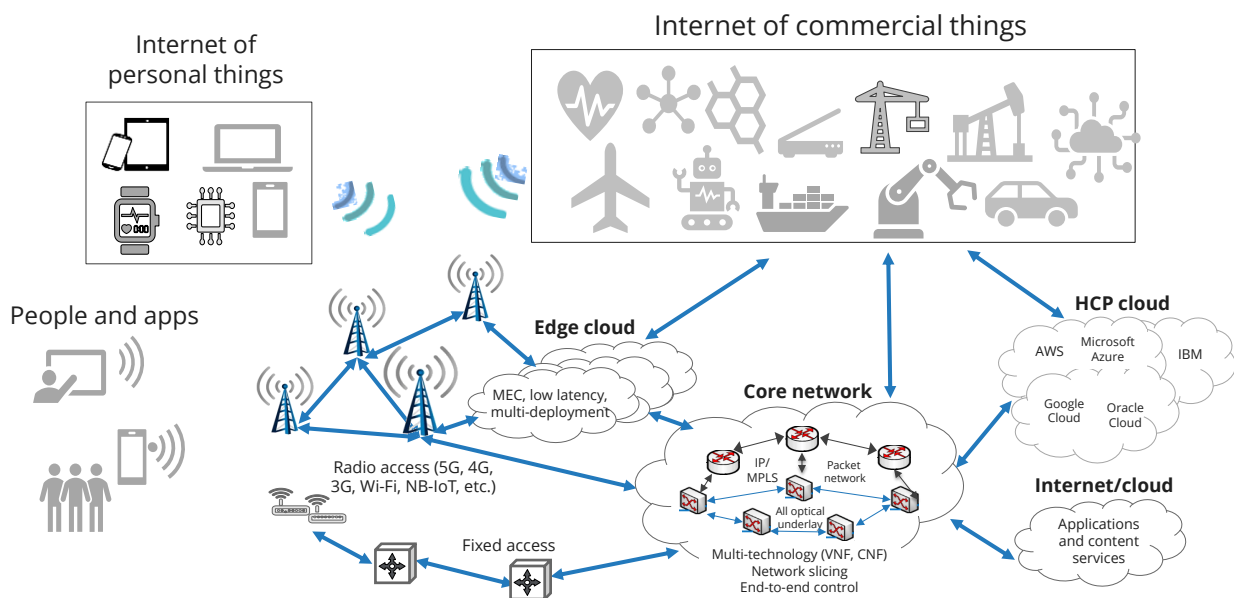 Internet of
personal things
Internet of commercial things
People and apps
Edge cloud
MEC, low latency,
multi-deployment
HCP cloud
AWS
Microsoft
Azure
IBM
Google
Cloud
Oracle
Cloud
Core network
IP/
MPLS
Packet
network
All optical
underlay
Multi-technology (VNF, CNF)
Network slicing
End-to-end control
Radio access (5G, 4G,
3G, Wi-Fi, NB-IoT, etc.)
Fixed access
Internet/cloud
Applications
and content
services